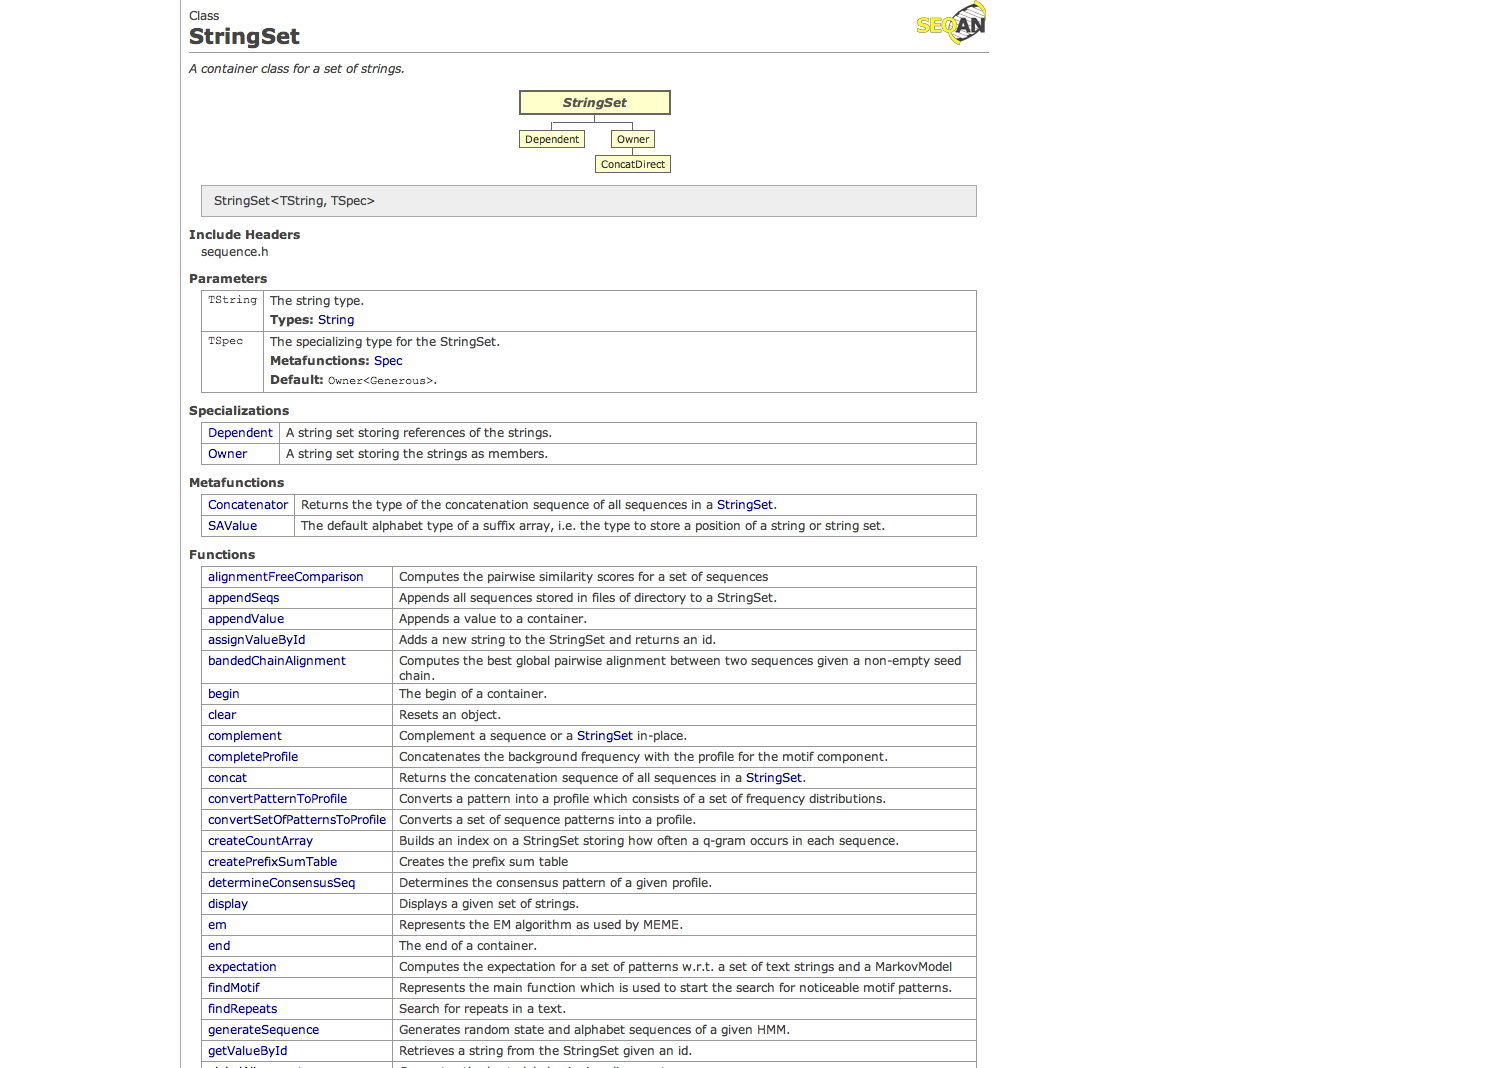 Class
StringSet
SEQAN
A container class for a set of strings.
StringSet
Dependent Owner
ConcatDirect
StringSet<TString, TSpec>
Include Headers
sequence.h
Parameters
TString The string type.
Types: String
TSpec The specializing type for the StringSet.
Metafunctions: Spec
Default: Owner<Generous>.
Specializations
Dependent A string set storing references of the strings.
Owner A string set storing the strings as members.
Metafunctions
Concatenator Returns the type of the concatenation sequence of all sequences in a StringSet.
SAValue The default alphabet type of a suffix array, i.e. the type to store a position of a string or string set.
Functions
alignmentFreeComparison Computes the pairwise similarity scores for a set of sequences
appendSeqs Appends all sequences stored in files of directory to a StringSet.
appendValue Appends a value to a container.
assignValueById Adds a new string to the StringSet and returns an id.
bandedChainAlignment Computes the best global pairwise alignment between two sequences given a non-empty seed
chain.
begin The begin of a container.
clear Resets an object.
complement Complement a sequence or a StringSet in-place.
completeProfile Concatenates the background frequency with the profile for the motif component.
concat Returns the concatenation sequence of all sequences in a StringSet.
convertPatternToProfile Converts a pattern into a profile which consists of a set of frequency distributions.
convertSetOfPatternsToProfile Converts a set of sequence patterns into a profile.
createCountArray Builds an index on a StringSet storing how often a q-gram occurs in each sequence.
createPrefixSumTable Creates the prefix sum table
determineConsensusSeq Determines the consensus pattern of a given profile.
display Displays a given set of strings.
em Represents the EM algorithm as used by MEME.
end The end of a container.
expectation Computes the expectation for a set of patterns w.r.t. a set of text strings and a MarkovModel
findMotif Represents the main function which is used to start the search for noticeable motif patterns.
findRepeats Search for repeats in a text.
generateSequence Generates random state and alphabet sequences of a given HMM.
getValueById Retrieves a string from the StringSet given an id.